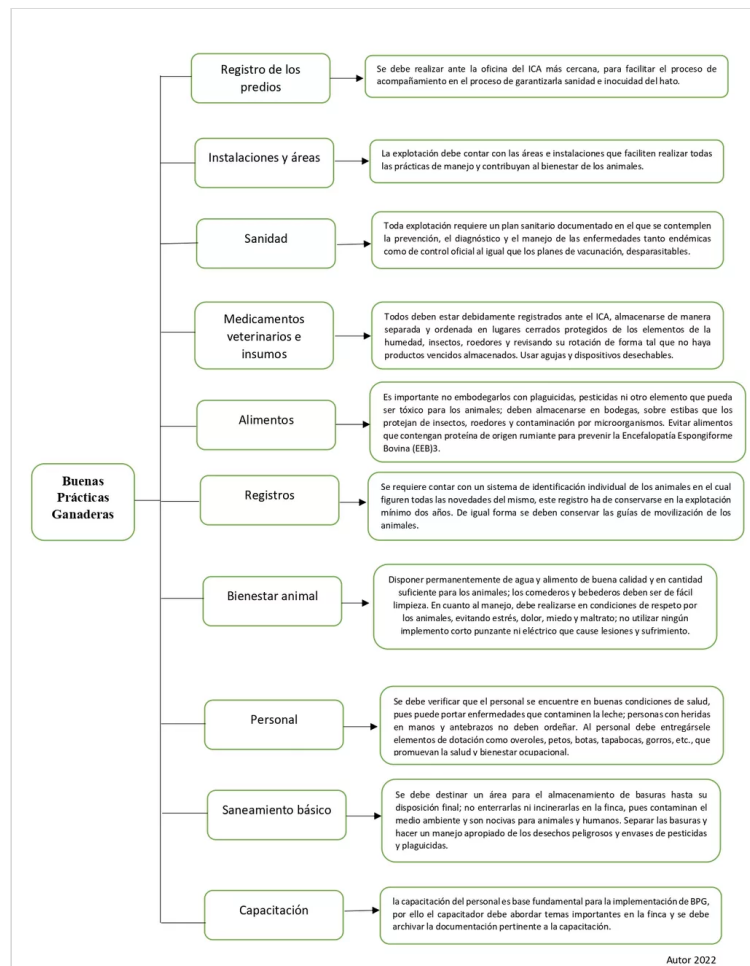 Registro de los
predios
Se debe realizar ante la oficina del ICA más cercana, para facilitar el proceso de
acompañamiento en el proceso de garantizarla sanidad e inocuidad del hato.
Instalaciones y áreas
La explotación debe contar con las áreas e instalaciones que faciliten realizar todas
las prácticas de manejo y contribuyan al bienestar de los animales.
Sanidad
Toda explotación requiere un plan sanitario documentado en el que se contemplen
la prevención, el diagnóstico y el manejo de las enfermedades tanto endémicas
como de control oficial al igual que los planes de vacunación, desparasitables.
Medicamentos
veterinarios e
insumos
Todos deben estar debidamente registrados ante el ICA, almacenarse de manera
separada y ordenada en lugares cerrados protegidos de los elementos de la
humedad, insectos, roedores y revisando su rotación de forma tal que no haya
productos vencidos almacenados. Usar agujas y dispositivos desechables.
Alimentos
Es importante no embodegarlos con plaguicidas, pesticidas ni otro elemento que pueda
ser tóxico para los animales; deben almacenarse en bodegas, sobre estibas que los
protejan de insectos, roedores y contaminación por microorganismos. Evitar alimentos
que contengan proteína de origen rumiante para prevenir la Encefalopatía Espongiforme
Bovina (EEB)3.
Buenas
Prácticas
Ganaderas
Registros
Se requiere contar con un sistema de identificación individual de los animales en el cual
figuren todas las novedades del mismo, este registro ha de conservarse en la explotación
mínimo dos años. De igual forma se deben conservar las guías de movilización de los
animales.
Bienestar animal
Disponer permanentemente de agua y alimento de buena calidad y en cantidad
suficiente para los animales; los comederos y bebederos deben ser de fácil
limpieza. En cuanto al manejo, debe realizarse en condiciones de respeto por
los animales, evitando estrés, dolor, miedo y maltrato; no utilizar ningún
implemento corto punzante ni eléctrico que cause lesiones y sufrimiento.
Personal
Se debe verificar que el personal se encuentre en buenas condiciones de salud,
pues puede portar enfermedades que contaminen la leche; personas con heridas
en manos y antebrazos no deben ordeñar. Al personal debe entregársele
elementos de dotación como overoles, petos, botas, tapabocas, gorros, etc., que
promuevan la salud y bienestar ocupacional.
Saneamiento básico
Se debe destinar un área para el almacenamiento de basuras hasta su
disposición final; no enterrarlas ni incinerarlas en la finca, pues contaminan el
medio ambiente y son nocivas para animales y humanos. Separar las basuras y
hacer un manejo apropiado de los desechos peligrosos y envases de pesticidas
y plaguicidas.
Capacitación
la capacitación del personal es base fundamental para la implementación de BPG,
por ello el capacitador debe abordar temas importantes en la finca y se debe
archivar la documentación pertinente a la capacitación.
Autor 2022